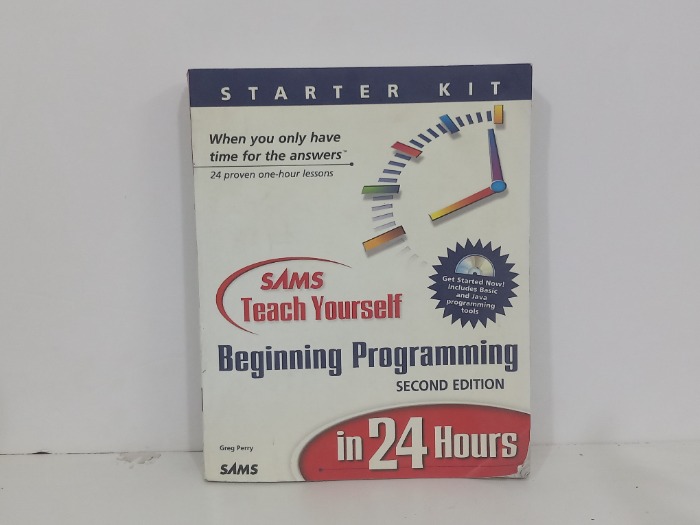 STARTER KIT
When you only have
time for the answers™
24 proven one-hour lessons
Get Started Now!
Includes Basic
and Java
programming
tools
SAMS
Teach Yourself
Beginning Programming
SECOND EDITION
in 24 Hours
Greg Perry
SAMS